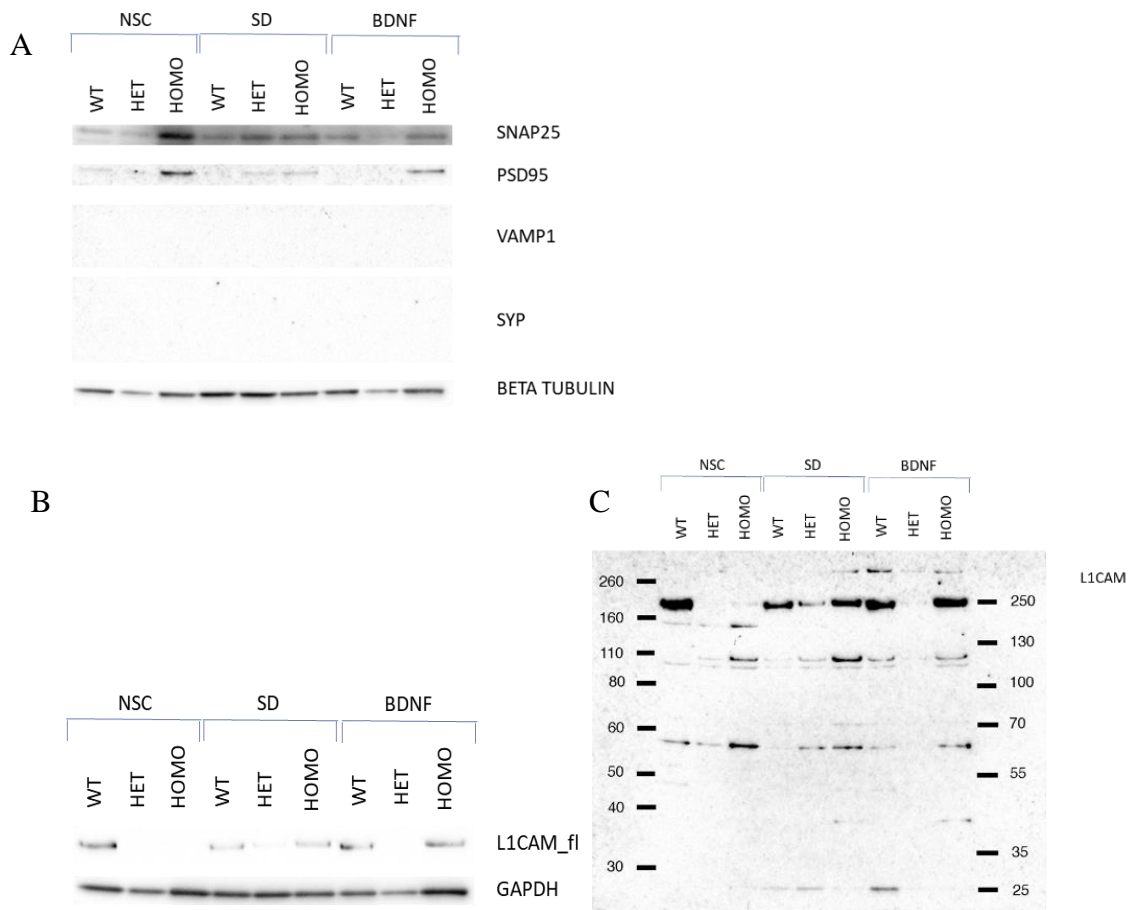 A
NSC SD BDNF
WT HET HOMO WT HET HOMO WT HET HOMO
SNAP25
PSD95
VAMP1
SYP
BETA TUBULIN
B
NSC SD BDNF
WT HET HOMO WT HET HOMO WT HET HOMO
L1CAM_fl
GAPDH
C
NSC SD BDNF
WT HET HOMO WT HET HOMO WT HET HOMO
L1CAM
260
160
110
80
60
50
40
30
250
130
100
70
55
35
25